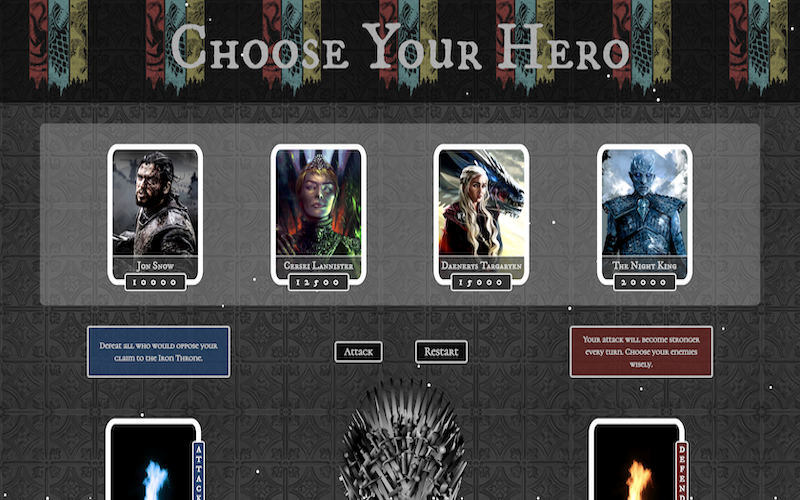 Choose Your Hero
Jon Snow
10000
Cersei Lannister
12500
Daenerys Targaryen
15000
The Night King
20000
Defeat all who would oppose your
claim to the Iron Throne.
Attack
Restart
Your attack will become stronger
every turn. Choose your enemies
wisely.
ATTACK
DEFEND